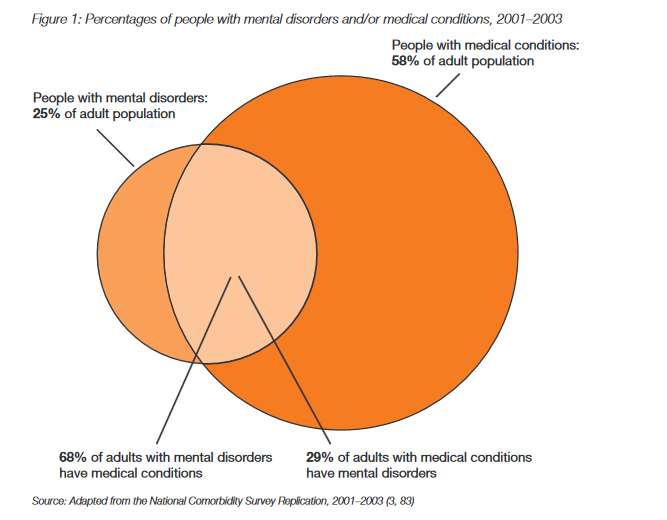 Figure 1: Percentages of people with mental disorders and/or medical conditions, 2001–2003
People with medical conditions:
58% of adult population
People with mental disorders:
25% of adult population
68% of adults with mental disorders
have medical conditions
29% of adults with medical conditions
have mental disorders
Source: Adapted from the National Comorbidity Survey Replication, 2001–2003 (3, 83)